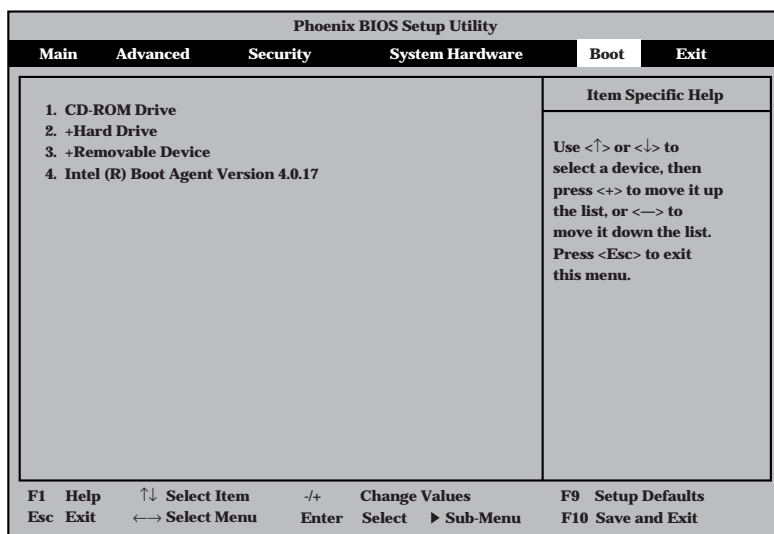 Phoenix BIOS Setup Utility
Main Advanced Security System Hardware Boot Exit
1. CD-ROM Drive
2. +Hard Drive
3. +Removable Device
4. Intel (R) Boot Agent Version 4.0.17
Item Specific Help
Use <↑> or <↓> to
select a device, then
press <+> to move it up
the list, or <—> to
move it down the list.
Press <Esc> to exit
this menu.
F1 Help ↑↓ Select Item -/+ Change Values F9 Setup Defaults
Esc Exit ←→ Select Menu Enter Select ▶ Sub-Menu F10 Save and Exit